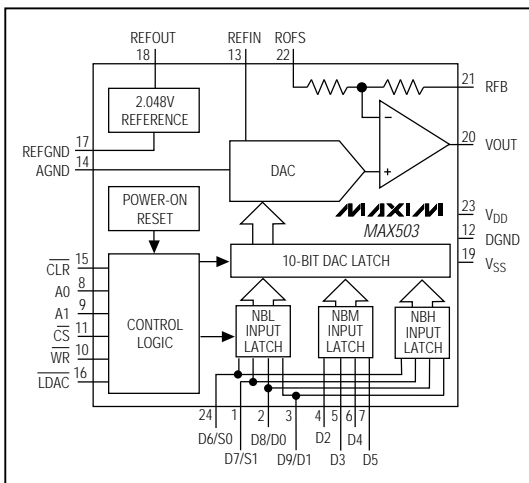 REFOUT
18
REFIN
13
ROFS
22
21
RFB
2.048V
REFERENCE
17
REFGND
14
AGND
DAC
−
+
20
VOUT
POWER-ON
RESET
MAXIM
MAX503
23
VDD
12
DGND
19
VSS
10-BIT DAC LATCH
15
CLR
8
A0
9
A1
11
CS
10
WR
16
LDAC
CONTROL
LOGIC
NBL
INPUT
LATCH
NBM
INPUT
LATCH
NBH
INPUT
LATCH
24 1 2 3 4 5 6 7
D6/S0 D8/D0 D2 D4
D7/S1 D9/D1 D3 D5